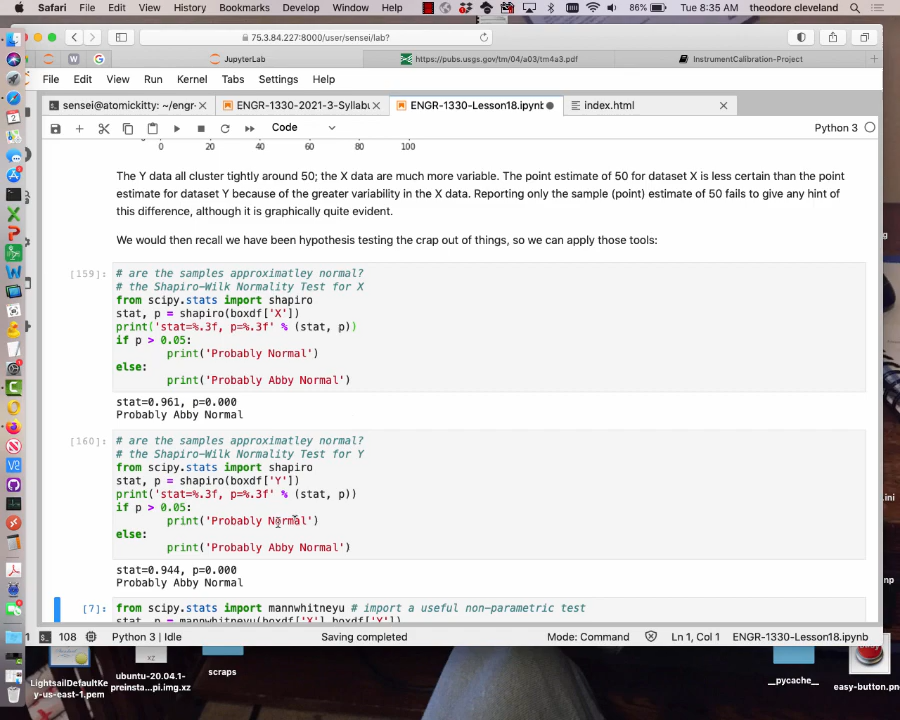 Safari File Edit View History Bookmarks Develop Window Help 86% Tue 8:35 AM theodore cleveland
75.3.84.227:8000/user/sensei/lab?
JupyterLab https://pubs.usgs.gov/tm/04/a03/tm4a3.pdf InstrumentCalibration-Project
File Edit View Run Kernel Tabs Settings Help
sensei@atomickitty: ~/engr- ENGR-1330-2021-3-Syllabu ENGR-1330-Lesson18.ipynb index.html
Code Python 3
0 20 40 60 80 100
The Y data all cluster tightly around 50; the X data are much more variable. The point estimate of 50 for dataset X is less certain than the point
estimate for dataset Y because of the greater variability in the X data. Reporting only the sample (point) estimate of 50 fails to give any hint of
this difference, although it is graphically quite evident.
We would then recall we have been hypothesis testing the crap out of things, so we can apply those tools:
[159]: # are the samples approximatley normal?
# the Shapiro-Wilk Normality Test for X
from scipy.stats import shapiro
stat, p = shapiro(boxdf['X'])
print('stat=%.3f, p=%.3f' % (stat, p))
if p > 0.05:
print('Probably Normal')
else:
print('Probably Abby Normal')
stat=0.961, p=0.000
Probably Abby Normal
[160]: # are the samples approximatley normal?
# the Shapiro-Wilk Normality Test for Y
from scipy.stats import shapiro
stat, p = shapiro(boxdf['Y'])
print('stat=%.3f, p=%.3f' % (stat, p))
if p > 0.05:
print('Probably Normal')
else:
print('Probably Abby Normal')
stat=0.944, p=0.000
Probably Abby Normal
[7]: from scipy.stats import mannwhitneyu # import a useful non-parametric test
stat, p = mannwhitneyu(boxdf['X'],boxdf['Y'])
108 Python 3 | Idle Saving completed Mode: Command Ln 1, Col 1 ENGR-1330-Lesson18.ipynb
LightsailDefaultKe
y-us-east-1.pem
ubuntu-20.04.1-
preinsta...pi.img.xz
scraps
__pycache__
easy-button.pn